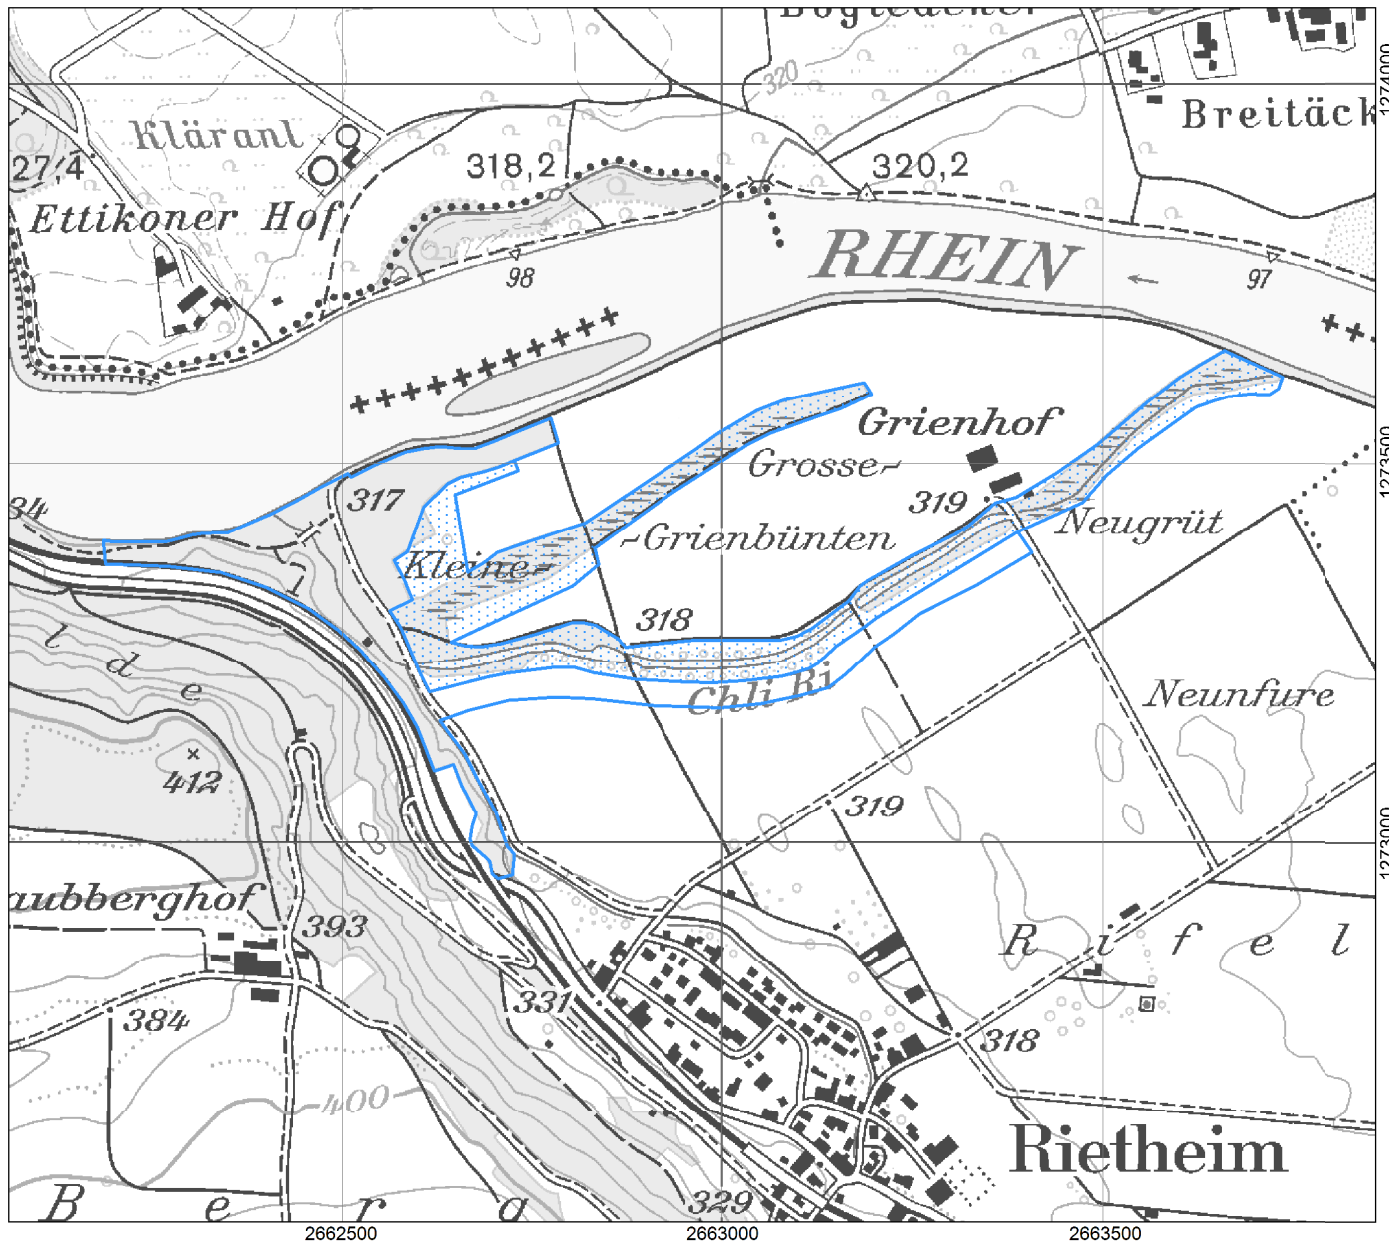 1274000
320
Kläranl
318,2
320,2
Breitäck
27,4
Ettikoner Hof
RHEIN
98
97
Grienhof
1273500
Grosse-
317
319
34
-Grienbünten
Neugrüt
Kleine-
318
l
d
e
Chli Ri
Neunfure
412
319
1273000
aubberghof
393
R i f e l
331
384
318
400
Rietheim
B e r g
329
2662500
2663000
2663500